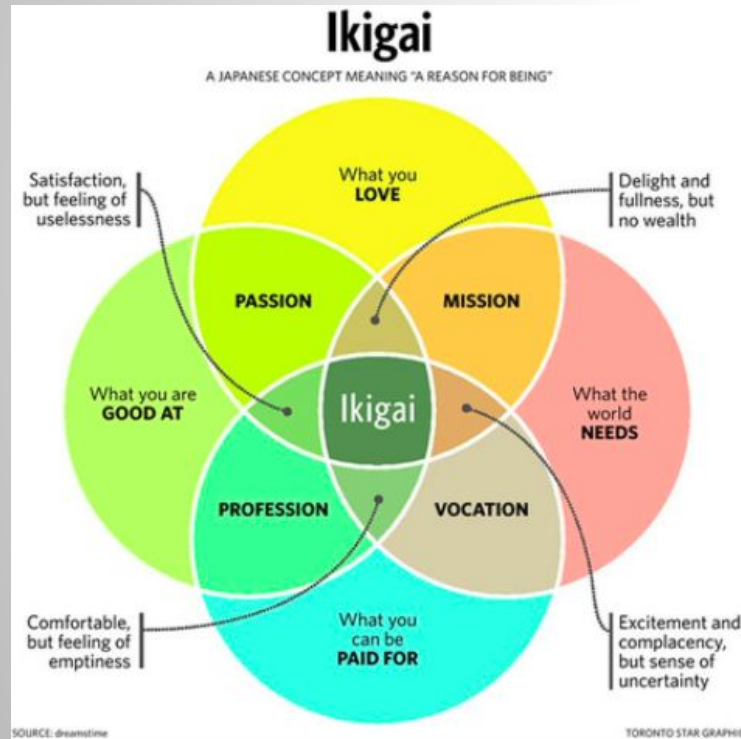 Ikigai
A JAPANESE CONCEPT MEANING “A REASON FOR BEING”
Satisfaction,
but feeling of
uselessness
What you
LOVE
Delight and
fullness, but
no wealth
PASSION
MISSION
What you are
GOOD AT
Ikigai
What the
world
NEEDS
PROFESSION
VOCATION
Comfortable,
but feeling of
emptiness
What you
can be
PAID FOR
Excitement and
complacency,
but sense of
uncertainty
SOURCE: dreamstime
TORONTO STAR GRAPHIC